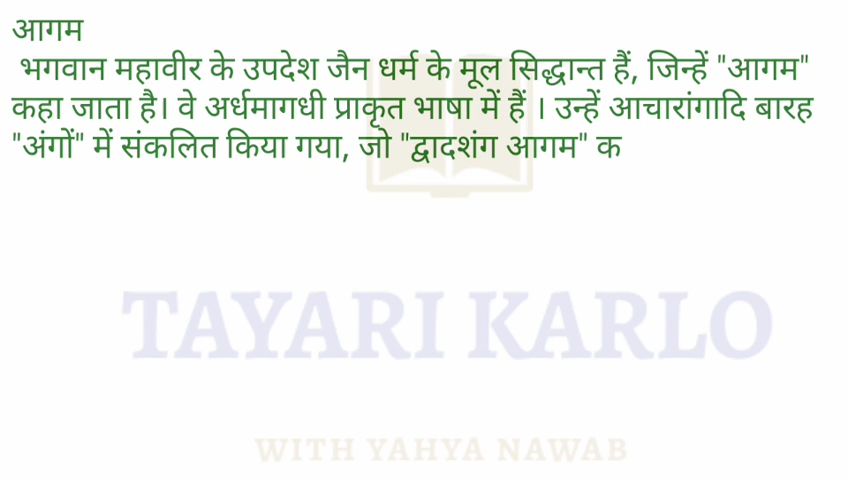 आगम
भगवान महावीर के उपदेश जैन धर्म के मूल सिद्धान्त हैं, जिन्हें "आगम"
कहा जाता है। वे अर्धमागधी प्राकृत भाषा में हैं । उन्हें आचारांगादि बारह
"अंगों" में संकलित किया गया, जो "द्वादशंग आगम" क
TAYARI KARLO
WITH YAHYA NAWAB